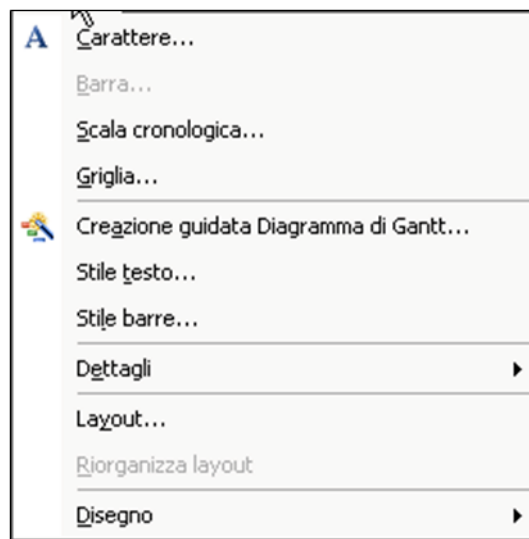 Carattere...
Barra...
Scala cronologica...
Griglia...
Creazione guidata Diagramma di Gantt...
Stile testo...
Stile barre...
Dettagli
Layout...
Riorganizza layout
Disegno